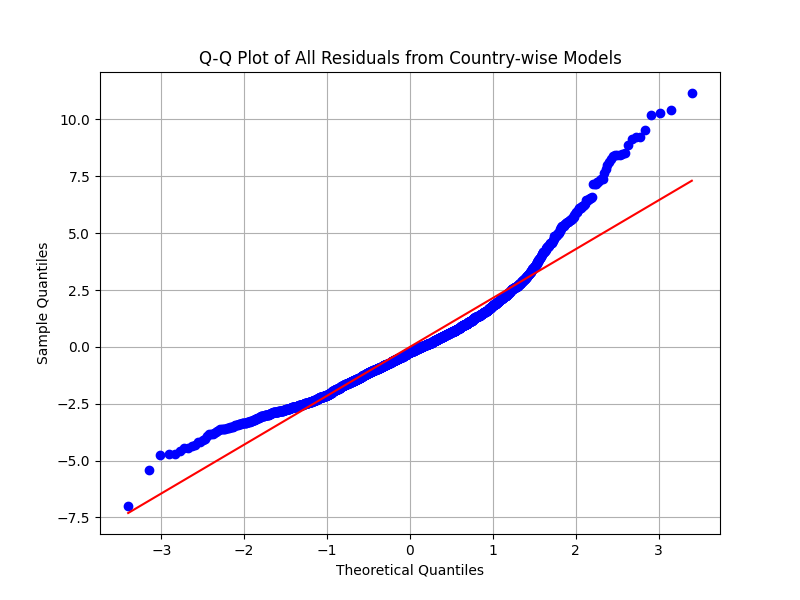 Q-Q Plot of All Residuals from Country-wise Models
10.0
7.5
5.0
2.5
0.0
−2.5
−5.0
−7.5
Sample Quantiles
−3 −2 −1 0 1 2 3
Theoretical Quantiles